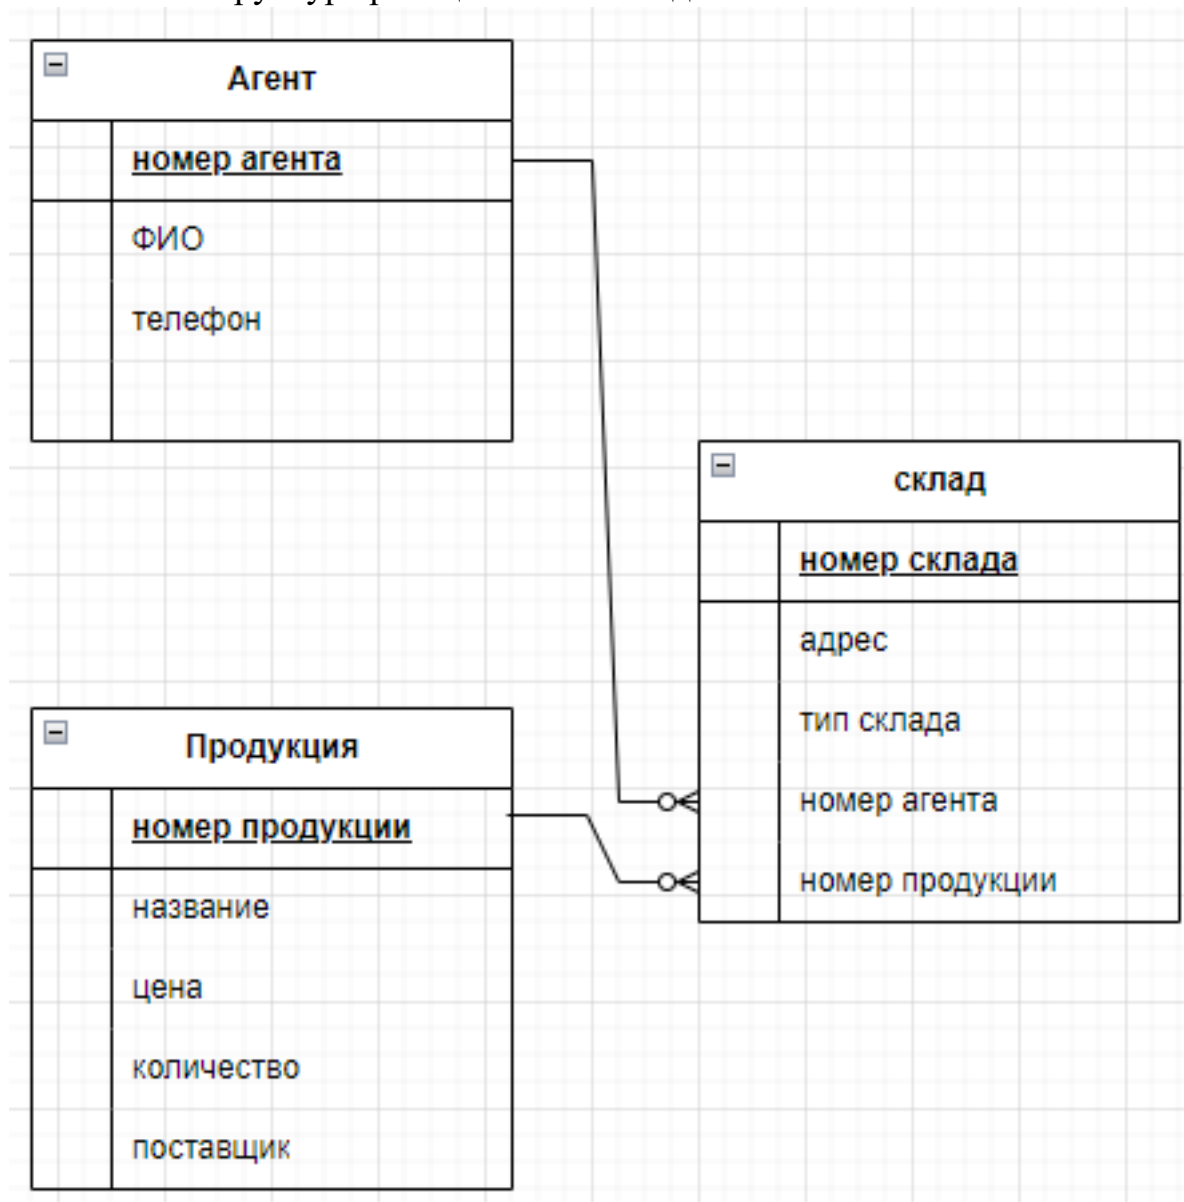 Агент
номер агента
ФИО
телефон
склад
номер склада
адрес
тип склада
номер агента
номер продукции
Продукция
номер продукции
название
цена
количество
поставщик